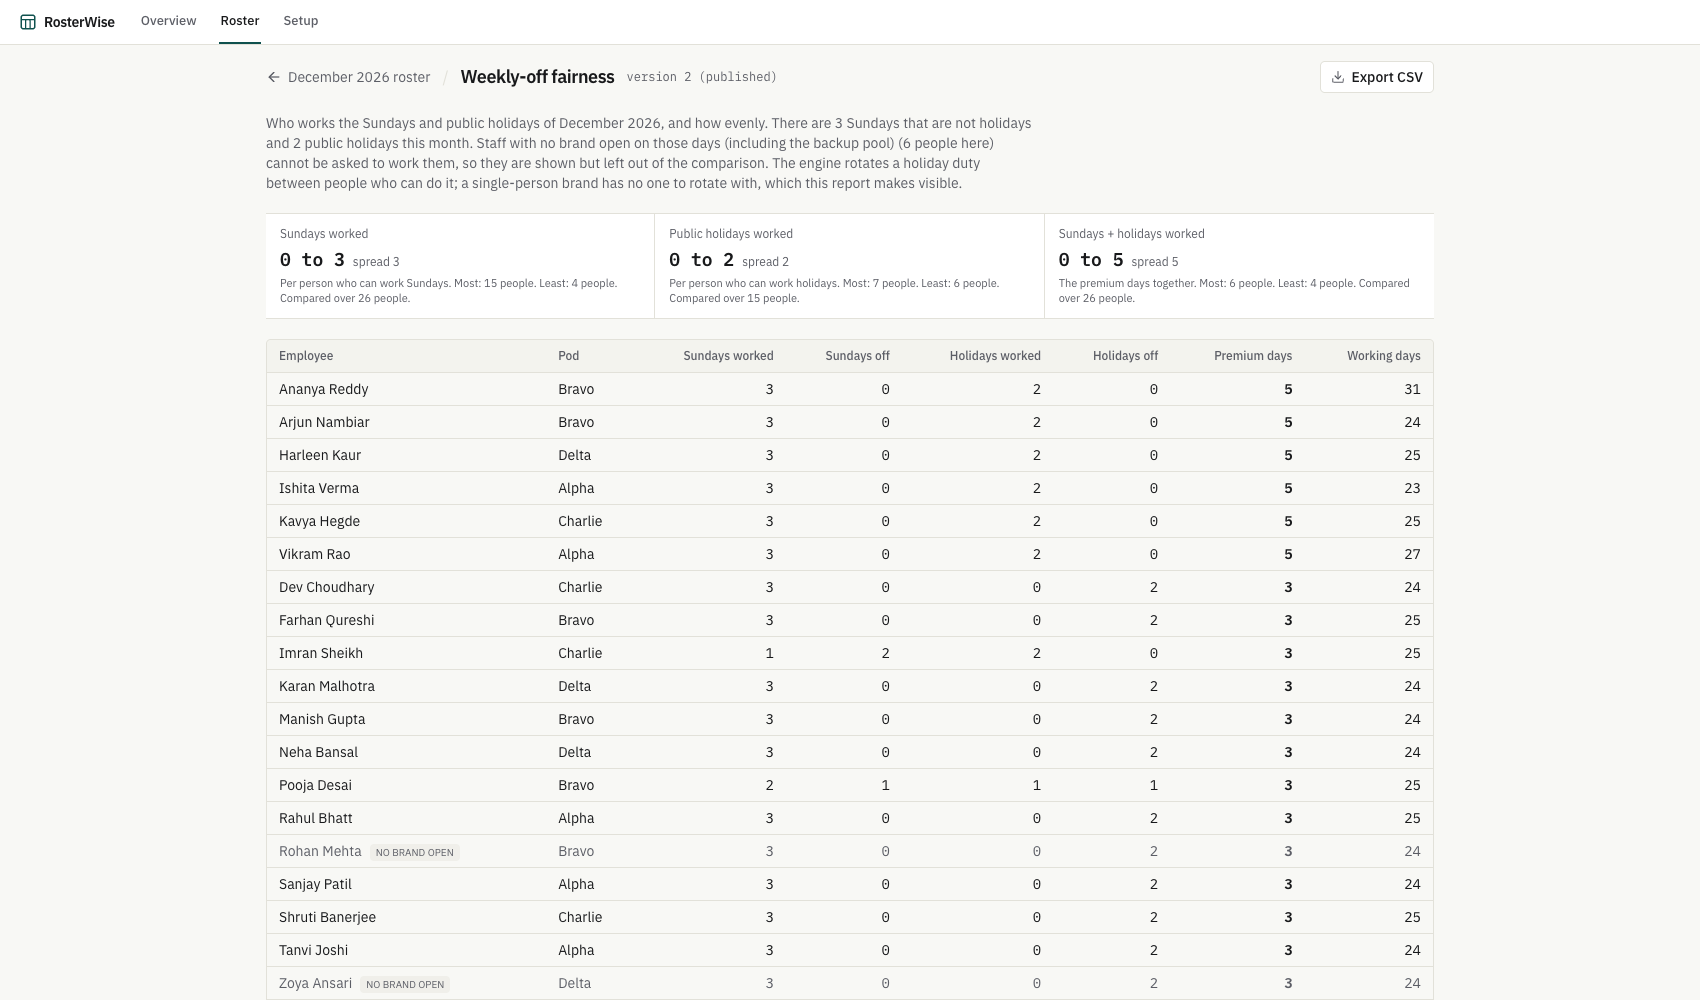 RosterWise Overview Roster Setup
December 2026 roster / Weekly-off fairness version 2 (published) Export CSV
Who works the Sundays and public holidays of December 2026, and how evenly. There are 3 Sundays that are not holidays
and 2 public holidays this month. Staff with no brand open on those days (including the backup pool) (6 people here)
cannot be asked to work them, so they are shown but left out of the comparison. The engine rotates a holiday duty
between people who can do it; a single-person brand has no one to rotate with, which this report makes visible.
Sundays worked
0 to 3 spread 3
Per person who can work Sundays. Most: 15 people. Least: 4 people.
Compared over 26 people.
Public holidays worked
0 to 2 spread 2
Per person who can work holidays. Most: 7 people. Least: 6 people.
Compared over 15 people.
Sundays + holidays worked
0 to 5 spread 5
The premium days together. Most: 6 people. Least: 4 people. Compared
over 26 people.
Employee Pod Sundays worked Sundays off Holidays worked Holidays off Premium days Working days
Ananya Reddy Bravo 3 0 2 0 5 31
Arjun Nambiar Bravo 3 0 2 0 5 24
Harleen Kaur Delta 3 0 2 0 5 25
Ishita Verma Alpha 3 0 2 0 5 23
Kavya Hegde Charlie 3 0 2 0 5 25
Vikram Rao Alpha 3 0 2 0 5 27
Dev Choudhary Charlie 3 0 0 2 3 24
Farhan Qureshi Bravo 3 0 0 2 3 25
Imran Sheikh Charlie 1 2 2 0 3 25
Karan Malhotra Delta 3 0 0 2 3 24
Manish Gupta Bravo 3 0 0 2 3 24
Neha Bansal Delta 3 0 0 2 3 24
Pooja Desai Bravo 2 1 1 1 3 25
Rahul Bhatt Alpha 3 0 0 2 3 25
Rohan Mehta NO BRAND OPEN Bravo 3 0 0 2 3 24
Sanjay Patil Alpha 3 0 0 2 3 24
Shruti Banerjee Charlie 3 0 0 2 3 25
Tanvi Joshi Alpha 3 0 0 2 3 24
Zoya Ansari NO BRAND OPEN Delta 3 0 0 2 3 24